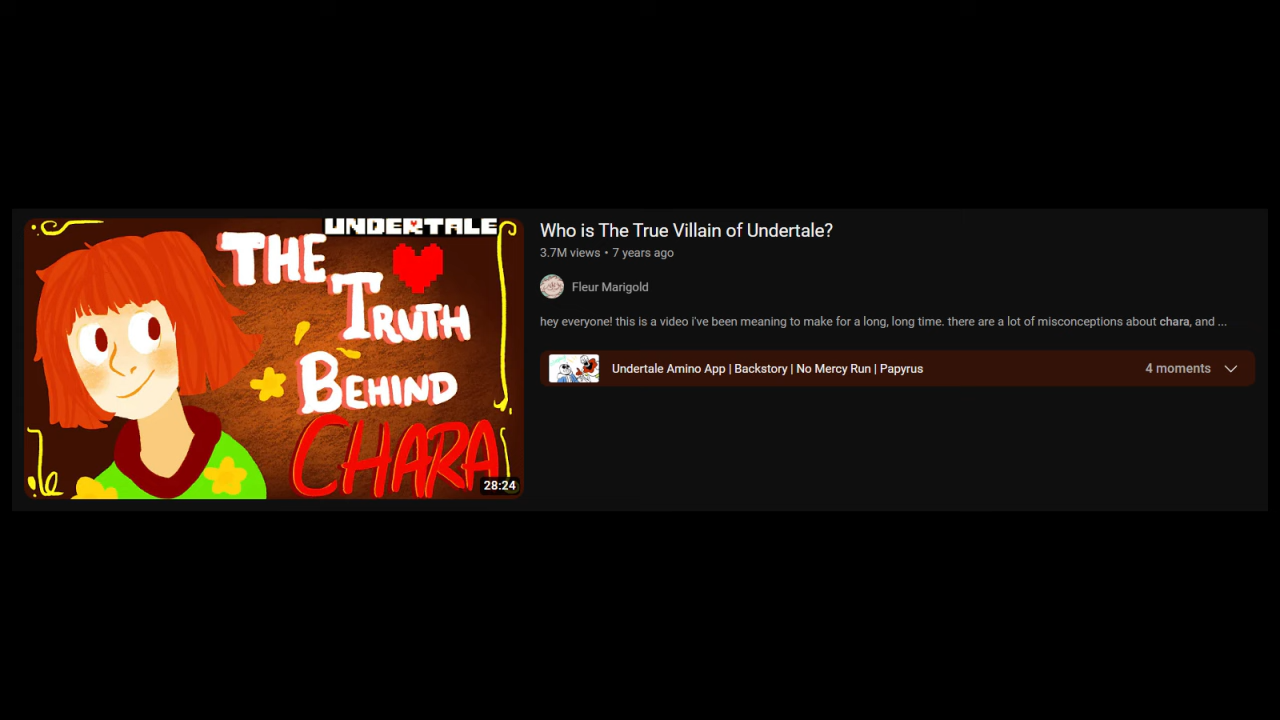 UNDERTALE
THE
TRUTH
BEHIND
CHARA
28:24
Who is The True Villain of Undertale?
3.7M views • 7 years ago
Fleur Marigold
hey everyone! this is a video i've been meaning to make for a long, long time. there are a lot of misconceptions about chara, and ...
Undertale Amino App | Backstory | No Mercy Run | Papyrus
4 moments